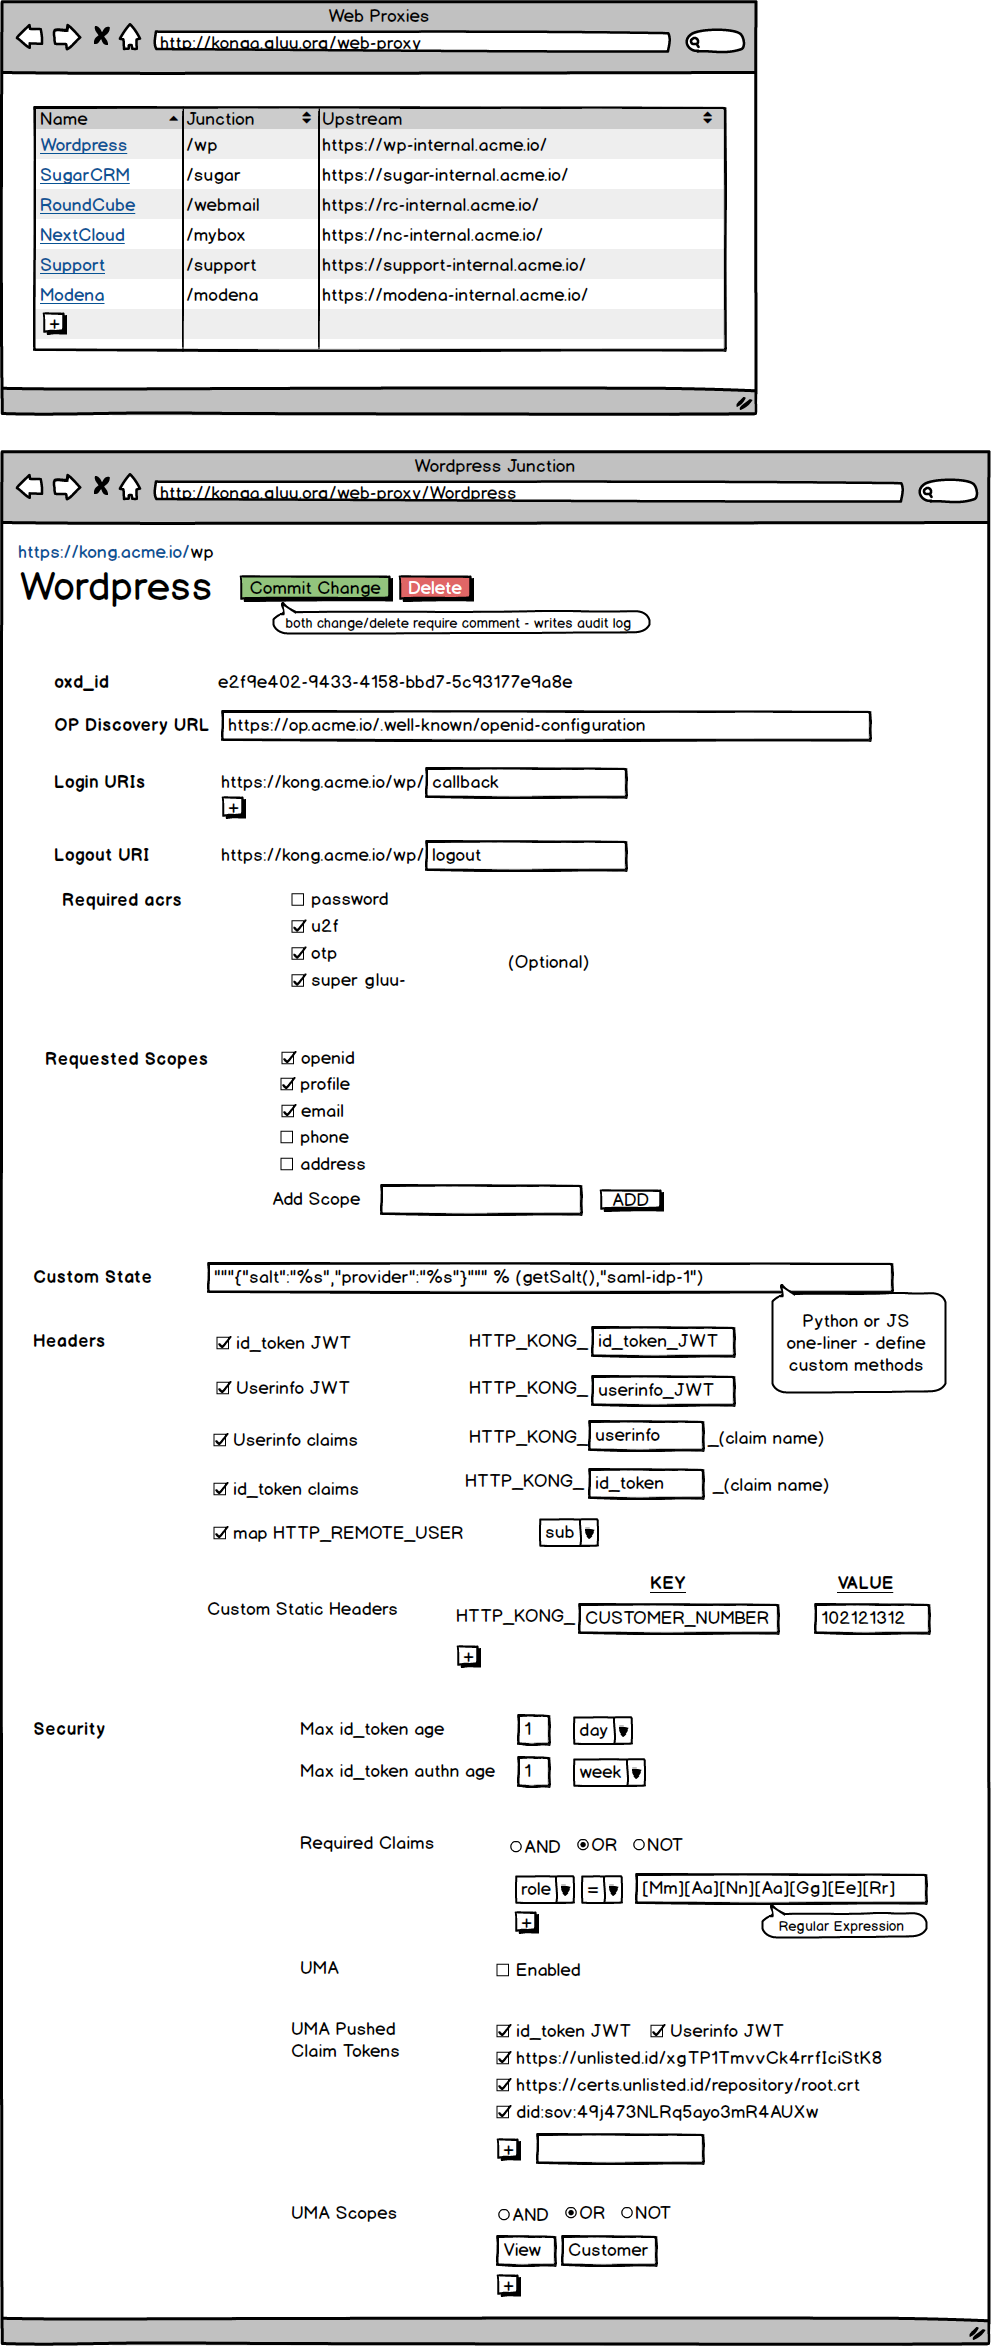 Web Proxies
http://konga.gluu.org/web-proxy
Name Junction Upstream
Wordpress /wp https://wp-internal.acme.io/
SugarCRM /sugar https://sugar-internal.acme.io/
RoundCube /webmail https://rc-internal.acme.io/
NextCloud /mybox https://nc-internal.acme.io/
Support /support https://support-internal.acme.io/
Modena /modena https://modena-internal.acme.io/
+
Wordpress Junction
http://konga.gluu.org/web-proxy/Wordpress
https://kong.acme.io/wp
Wordpress Commit Change Delete
both change/delete require comment - writes audit log
oxd_id e2f9e402-9433-4158-bbd7-5c93177e9a8e
OP Discovery URL https://op.acme.io/.well-known/openid-configuration
Login URIs https://kong.acme.io/wp/ callback
+
Logout URI https://kong.acme.io/wp/ logout
Required acrs password
u2f
otp
(Optional)
super gluu-
Requested Scopes openid
profile
email
phone
address
Add Scope ADD
Custom State """{"salt":"%s","provider":"%s"}""" % (getSalt(),"saml-idp-1")
Python or JS
one-liner - define
custom methods
Headers id_token JWT HTTP_KONG_ id_token_JWT
Userinfo JWT HTTP_KONG_ userinfo_JWT
Userinfo claims HTTP_KONG_ userinfo _(claim name)
id_token claims HTTP_KONG_ id_token _(claim name)
map HTTP_REMOTE_USER sub
KEY VALUE
Custom Static Headers HTTP_KONG_ CUSTOMER_NUMBER 102121312
+
Security Max id_token age 1 day
Max id_token authn age 1 week
Required Claims AND OR NOT
role = [Mm][Aa][Nn][Aa][Gg][Ee][Rr]
+
Regular Expression
UMA Enabled
UMA Pushed
Claim Tokens
id_token JWT Userinfo JWT
https://unlisted.id/xgTP1TmvvCk4rrfIciStK8
https://certs.unlisted.id/repository/root.crt
did:sov:49j473NLRq5ayo3mR4AUXw
+
UMA Scopes AND OR NOT
View Customer
+